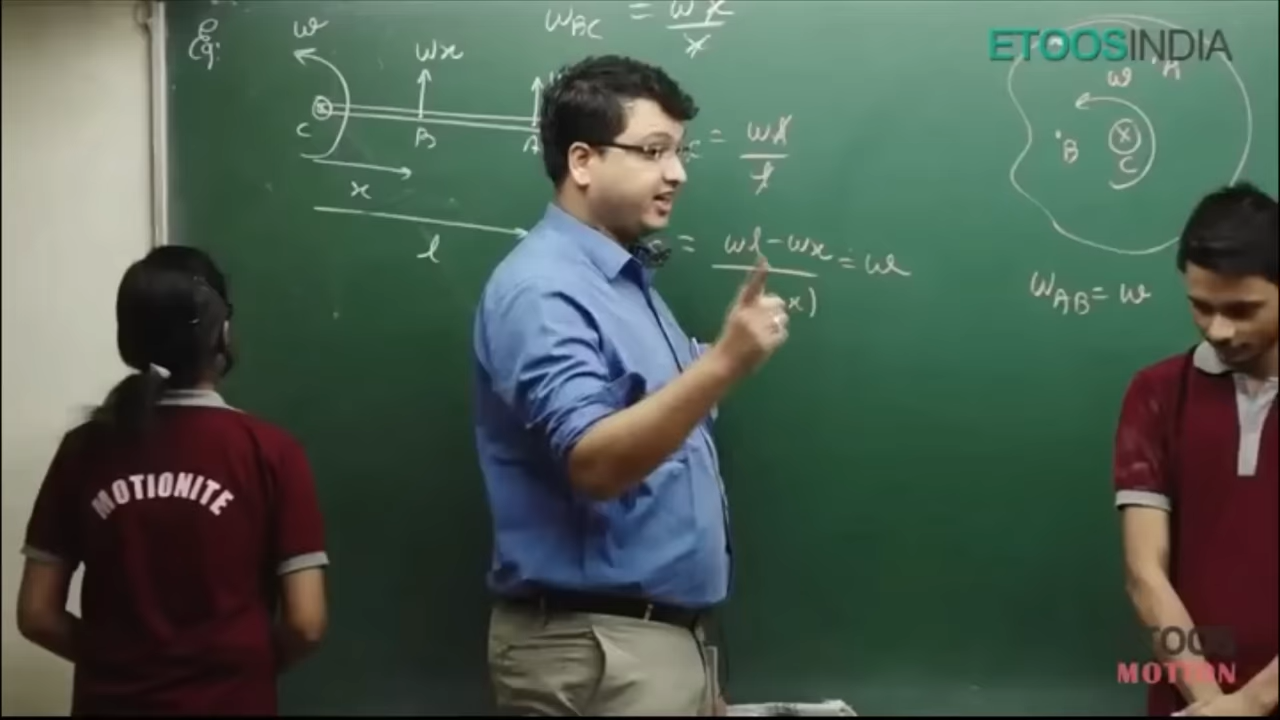 Eg:
ω
ωx
C
B
A
x
l
ω_BC = ωx/x
= ωl/l
= ωl-ωx/ x) = ω
ETOOSINDIA
A
ω
B
x
C
ω_AB = ω
MOTIONITE
ETOOS
MOTION